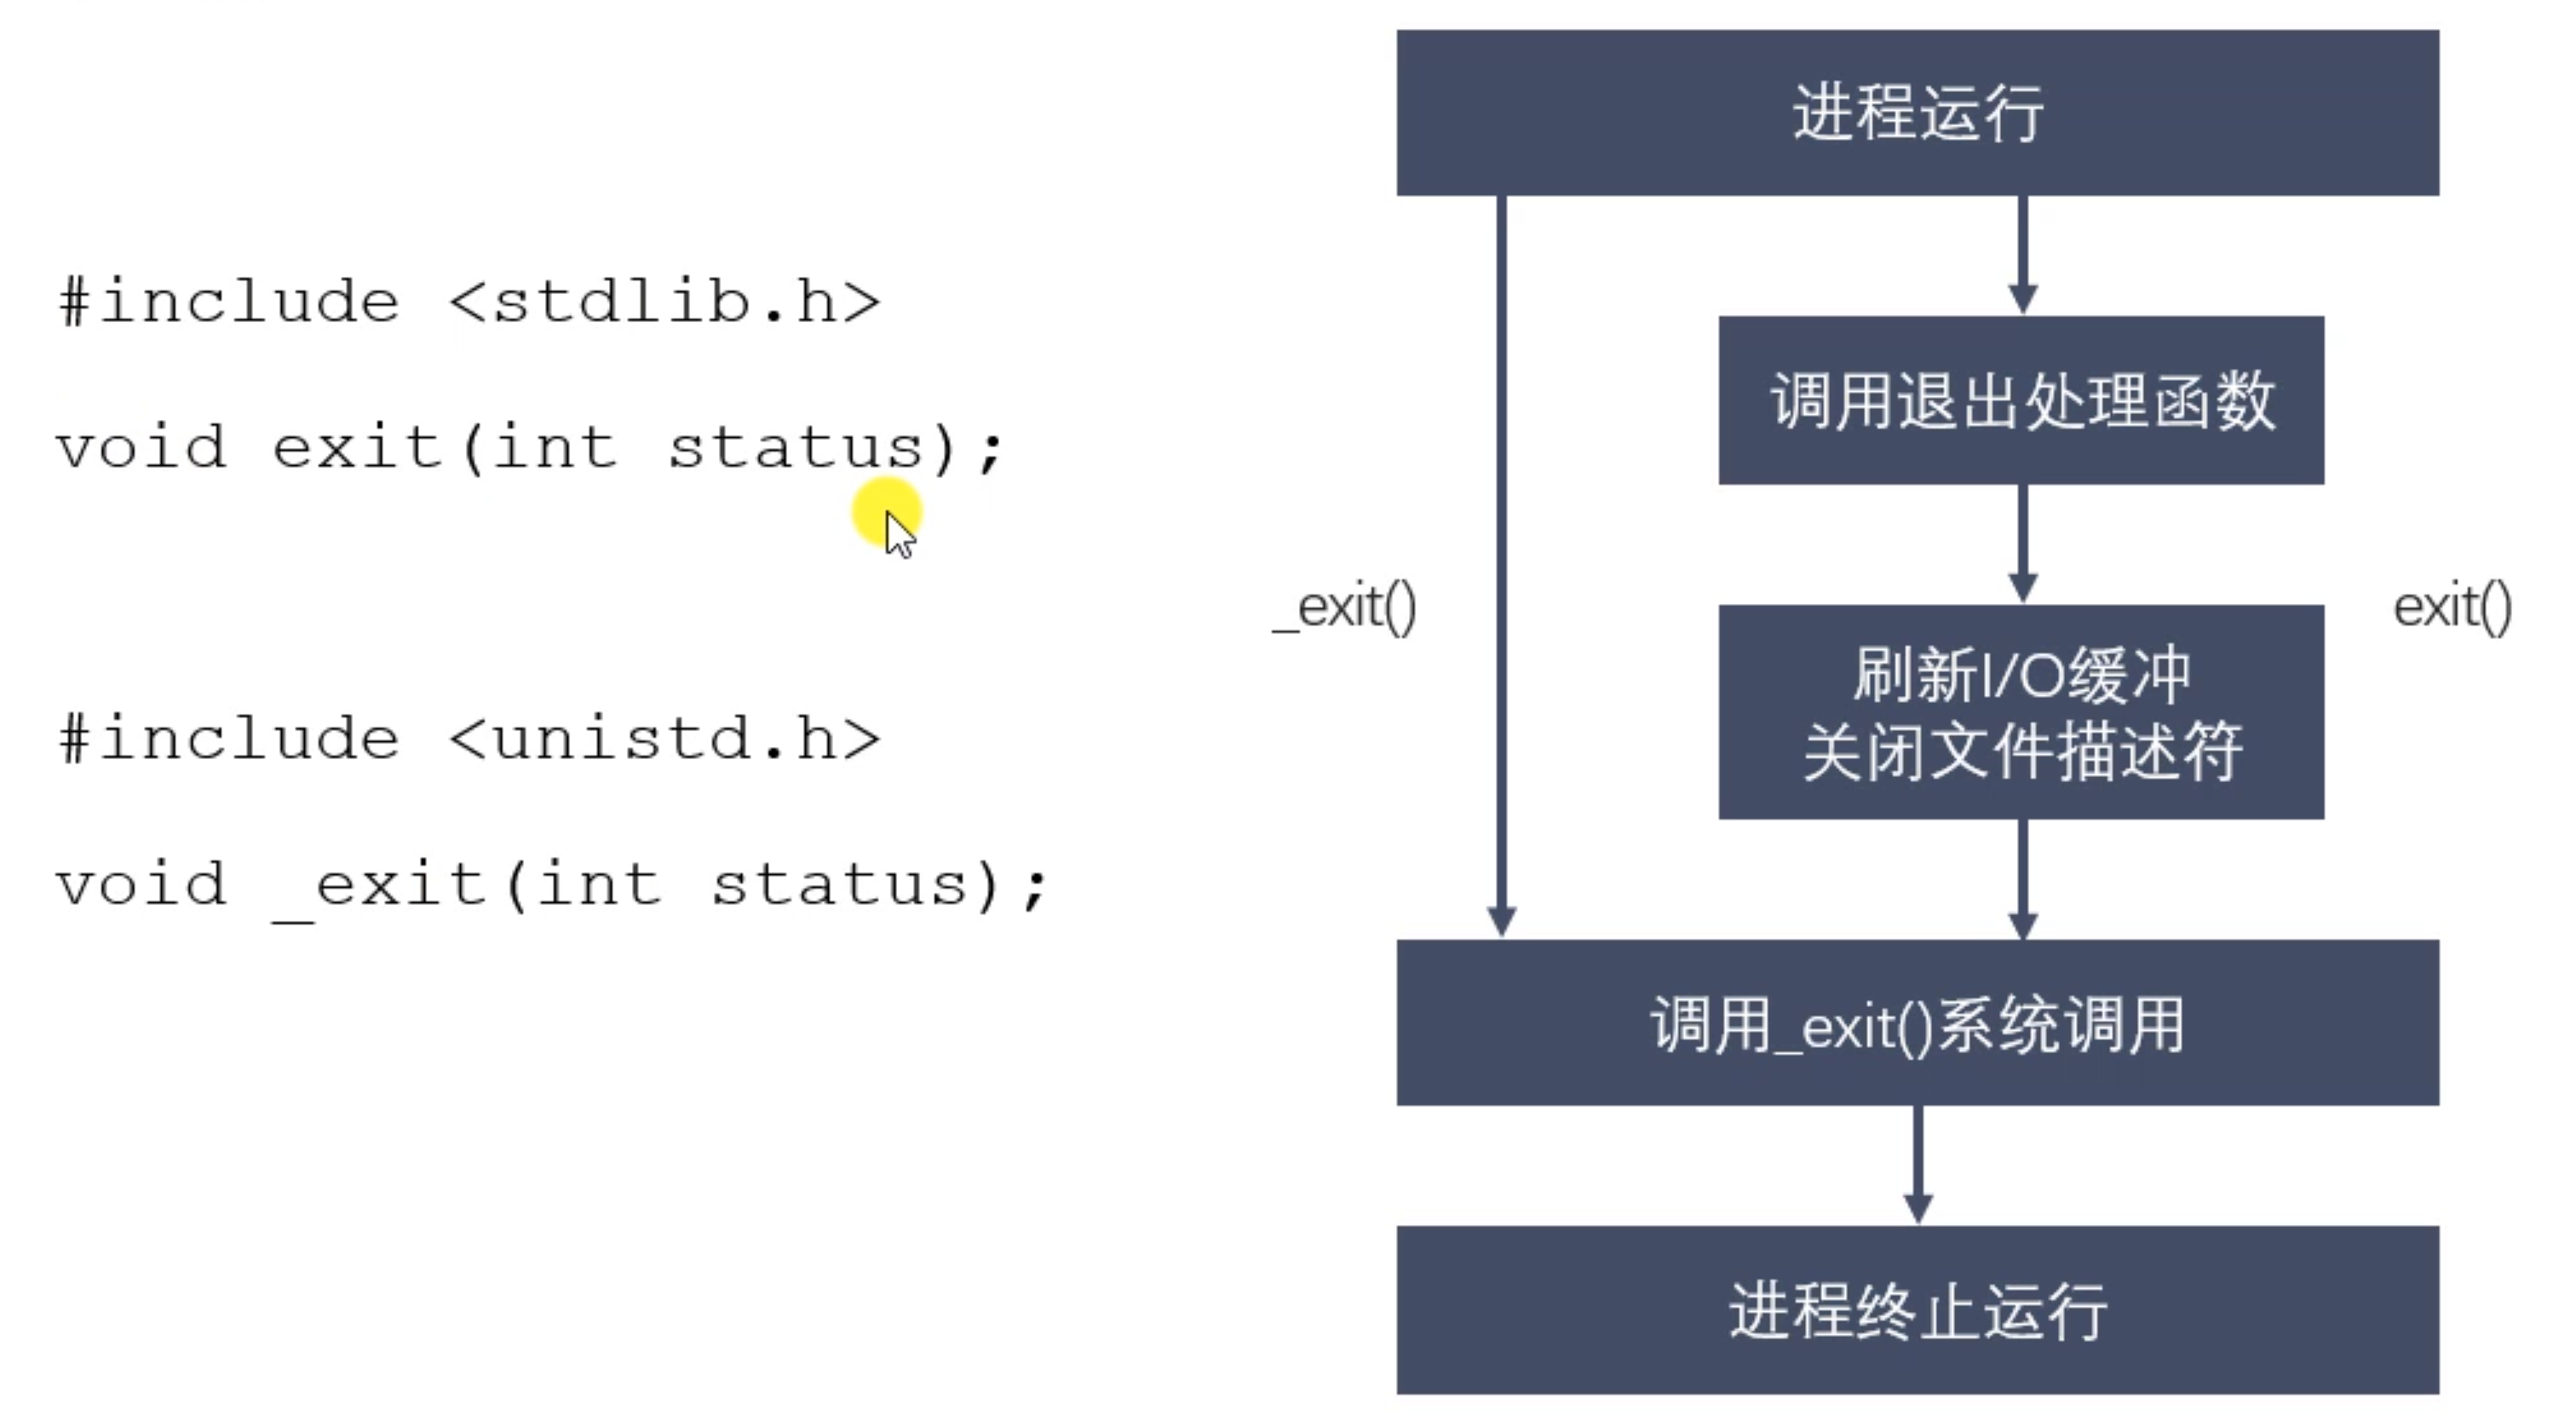 #include <stdlib.h>
void exit(int status);
#include <unistd.h>
void _exit(int status);
进程运行
调用退出处理函数
_exit()
exit()
刷新I/O缓冲
关闭文件描述符
调用_exit()系统调用
进程终止运行